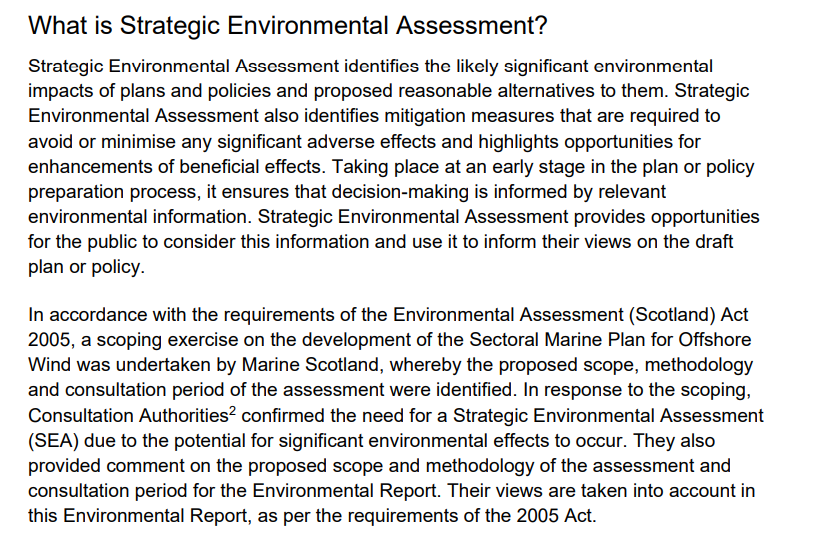 What is Strategic Environmental Assessment?
Strategic Environmental Assessment identifies the likely significant environmental
impacts of plans and policies and proposed reasonable alternatives to them. Strategic
Environmental Assessment also identifies mitigation measures that are required to
avoid or minimise any significant adverse effects and highlights opportunities for
enhancements of beneficial effects. Taking place at an early stage in the plan or policy
preparation process, it ensures that decision-making is informed by relevant
environmental information. Strategic Environmental Assessment provides opportunities
for the public to consider this information and use it to inform their views on the draft
plan or policy.
In accordance with the requirements of the Environmental Assessment (Scotland) Act
2005, a scoping exercise on the development of the Sectoral Marine Plan for Offshore
Wind was undertaken by Marine Scotland, whereby the proposed scope, methodology
and consultation period of the assessment were identified. In response to the scoping,
Consultation Authorities² confirmed the need for a Strategic Environmental Assessment
(SEA) due to the potential for significant environmental effects to occur. They also
provided comment on the proposed scope and methodology of the assessment and
consultation period for the Environmental Report. Their views are taken into account in
this Environmental Report, as per the requirements of the 2005 Act.